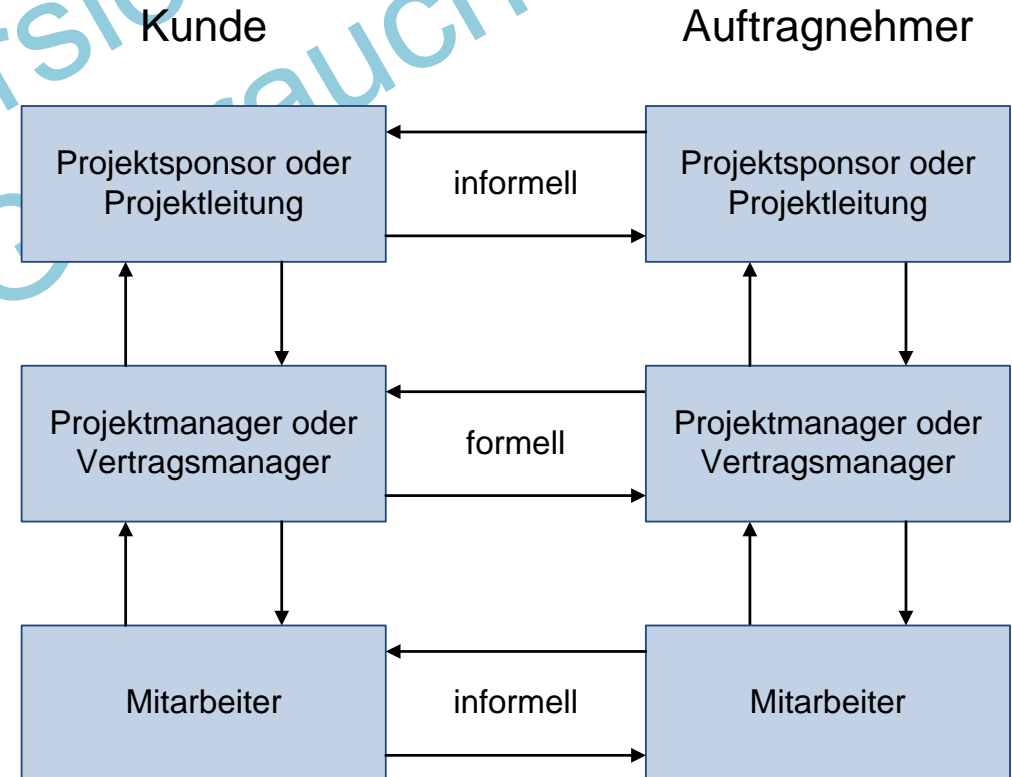 Kunde
Auftragnehmer
Projektsponsor oder
Projektleitung
informell
Projektsponsor oder
Projektleitung
Projektmanager oder
Vertragsmanager
formell
Projektmanager oder
Vertragsmanager
Mitarbeiter
informell
Mitarbeiter